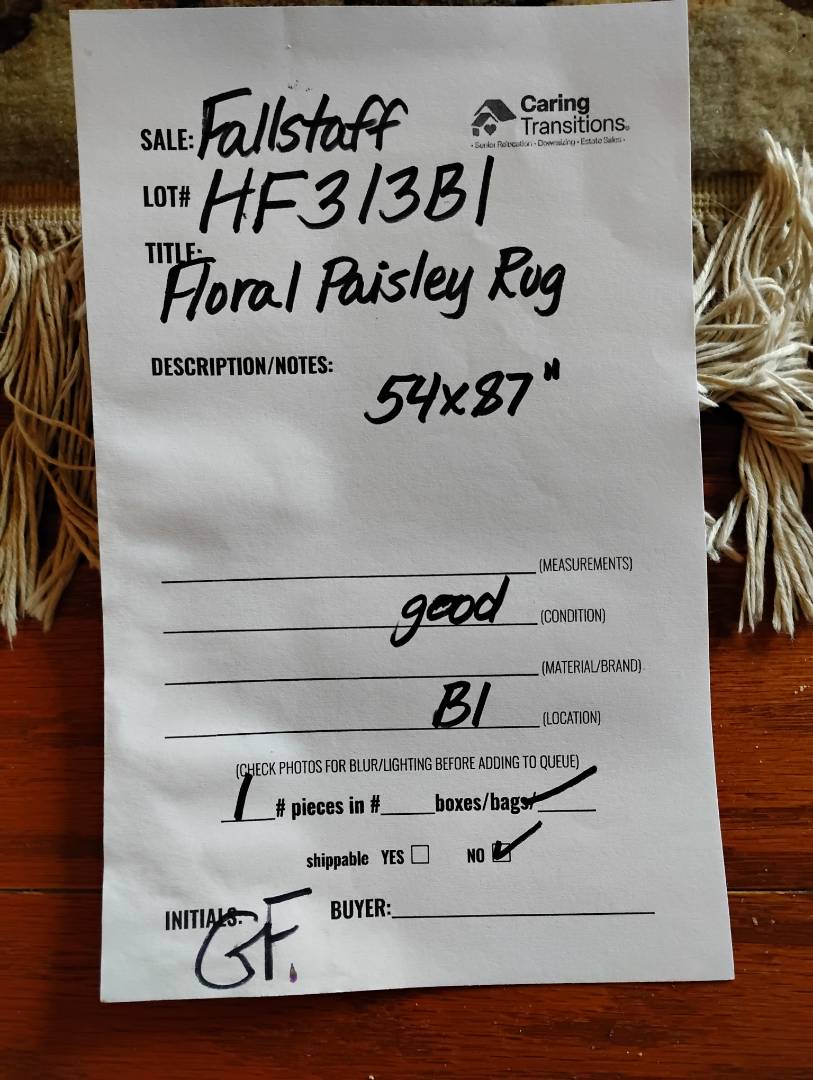 SALE: Fallstaff
Caring
Transitions®
• Senior Relocation • Downsizing • Estate Sales •
LOT# HF313B1
TITLE:
Floral Paisley Rug
DESCRIPTION/NOTES:
54x87"
(MEASUREMENTS)
good (CONDITION)
(MATERIAL/BRAND)
B1 (LOCATION)
(CHECK PHOTOS FOR BLUR/LIGHTING BEFORE ADDING TO QUEUE)
1 # pieces in # boxes/bags/
shippable YES ☐ NO ☑
INITIALS: GF. BUYER: